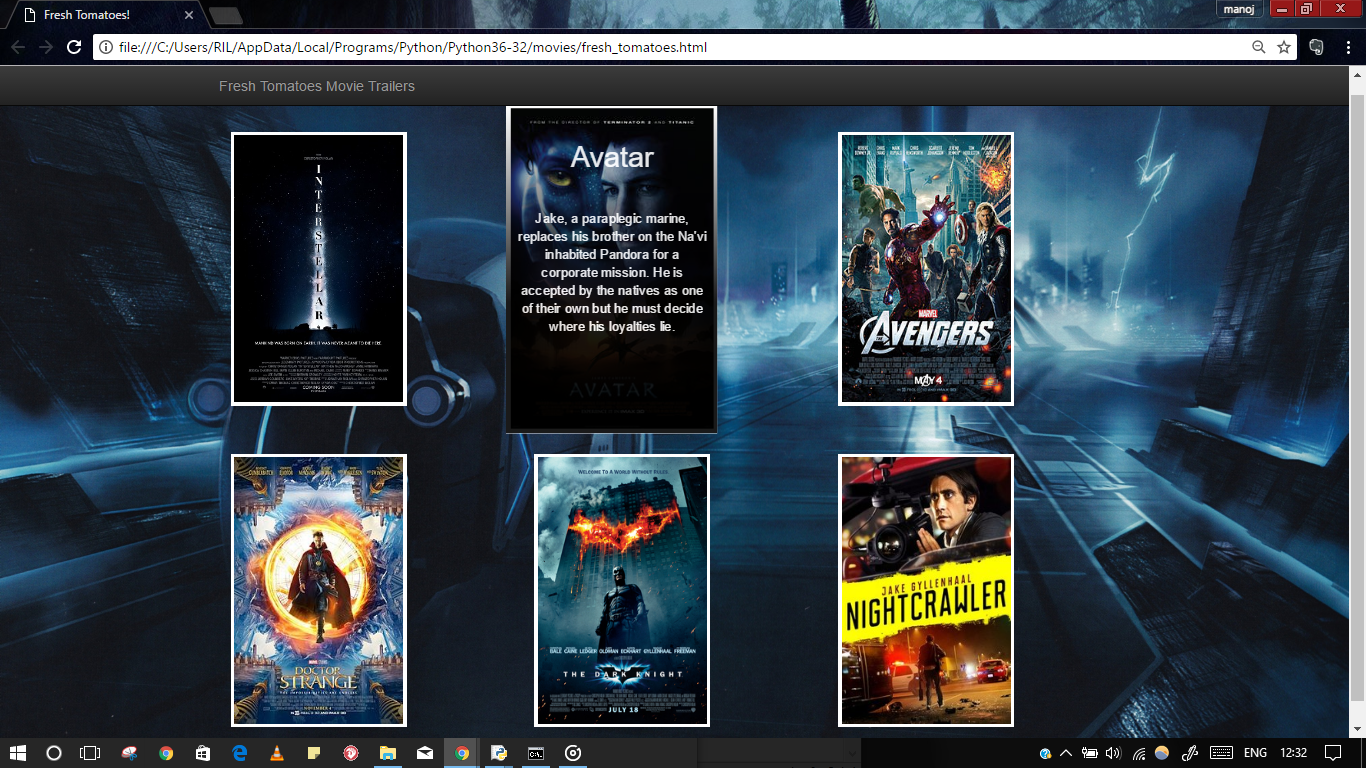 Fresh Tomatoes!
manoj
file:///C:/Users/RIL/AppData/Local/Programs/Python/Python36-32/movies/fresh_tomatoes.html
Fresh Tomatoes Movie Trailers
INTERSTELLAR
MANKIND WAS BORN ON EARTH. IT WAS NEVER MEANT TO DIE HERE.
COMING SOON
FROM THE DIRECTOR OF TERMINATOR 2 AND TITANIC
Avatar
Jake, a paraplegic marine,
replaces his brother on the Na'vi
inhabited Pandora for a
corporate mission. He is
accepted by the natives as one
of their own but he must decide
where his loyalties lie.
AVATAR
MARVEL
THE AVENGERS
MAY 4
DOCTOR
STRANGE
WELCOME TO A WORLD WITHOUT RULES.
BALE CAINE LEDGER OLDMAN ECKHART GYLLENHAAL FREEMAN
THE DARK KNIGHT
JULY 18
JAKE GYLLENHAAL
NIGHTCRAWLER
C:\.
ENG
12:32